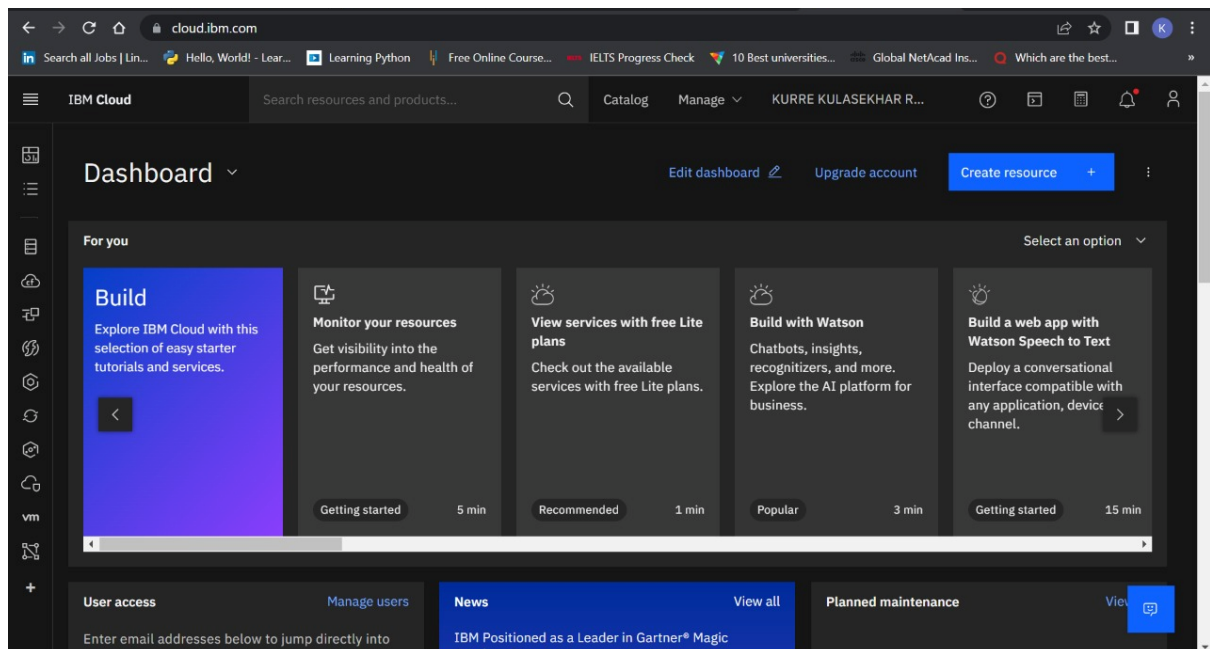 cloud.ibm.com
K
in Search all Jobs | Lin... Hello, World! - Lear... Learning Python Free Online Course... IELTS Progress Check 10 Best universities... Global NetAcad Ins... Which are the best... »
IBM Cloud Search resources and products... Catalog Manage KURRE KULASEKHAR R...
Dashboard
Edit dashboard Upgrade account Create resource +
For you
Select an option
Build
Explore IBM Cloud with this
selection of easy starter
tutorials and services.
Monitor your resources
Get visibility into the
performance and health of
your resources.
Getting started 5 min
View services with free Lite
plans
Check out the available
services with free Lite plans.
Recommended 1 min
Build with Watson
Chatbots, insights,
recognitizers, and more.
Explore the AI platform for
business.
Popular 3 min
Build a web app with
Watson Speech to Text
Deploy a conversational
interface compatible with
any application, device
channel.
Getting started 15 min
vm
+
User access Manage users
Enter email addresses below to jump directly into
News View all
IBM Positioned as a Leader in Gartner® Magic
Planned maintenance